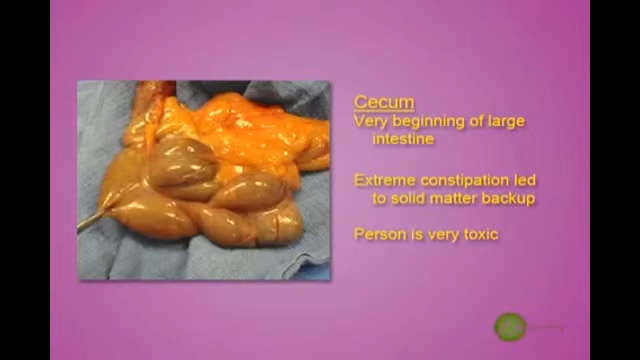 Cecum
Very beginning of large
intestine
Extreme constipation led
to solid matter backup
Person is very toxic